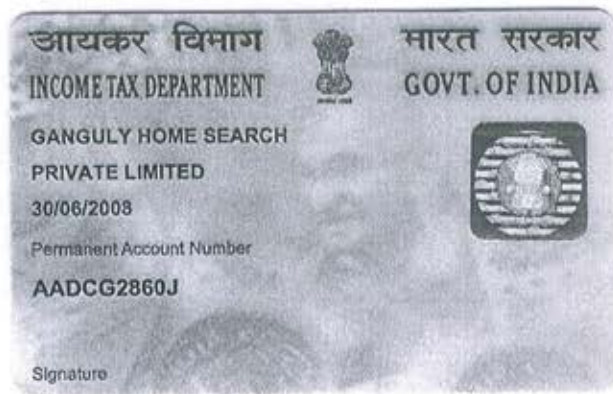 आयकर विभाग
INCOME TAX DEPARTMENT
भारत सरकार
GOVT. OF INDIA
GANGULY HOME SEARCH
PRIVATE LIMITED
30/06/2008
Permanent Account Number
AADCG2860J
Signature